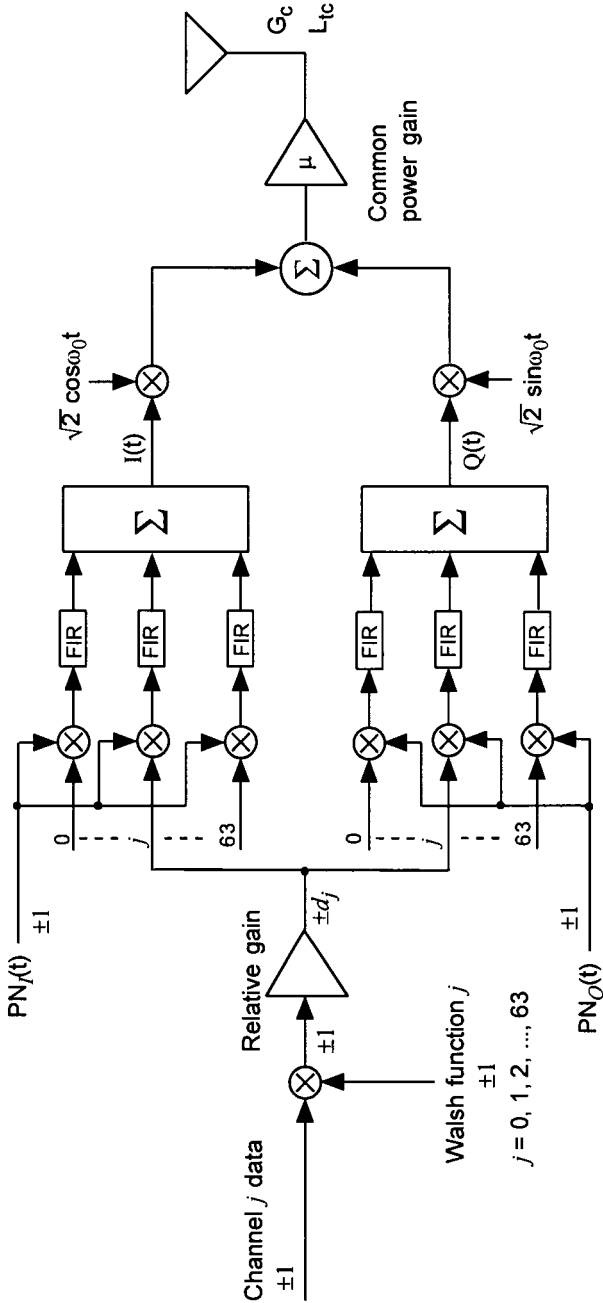 PN_I(t)
±1
0
j
63
FIR
FIR
FIR
Σ
I(t)
√2 cosω₀t
Channel j data
±1
Walsh function j
±1
j = 0, 1, 2, ..., 63
±1
Relative gain
±d_j
Σ
μ
Common
power gain
G_c
L_tc
0
j
63
FIR
FIR
FIR
Σ
Q(t)
√2 sinω₀t
PN_Q(t)
±1